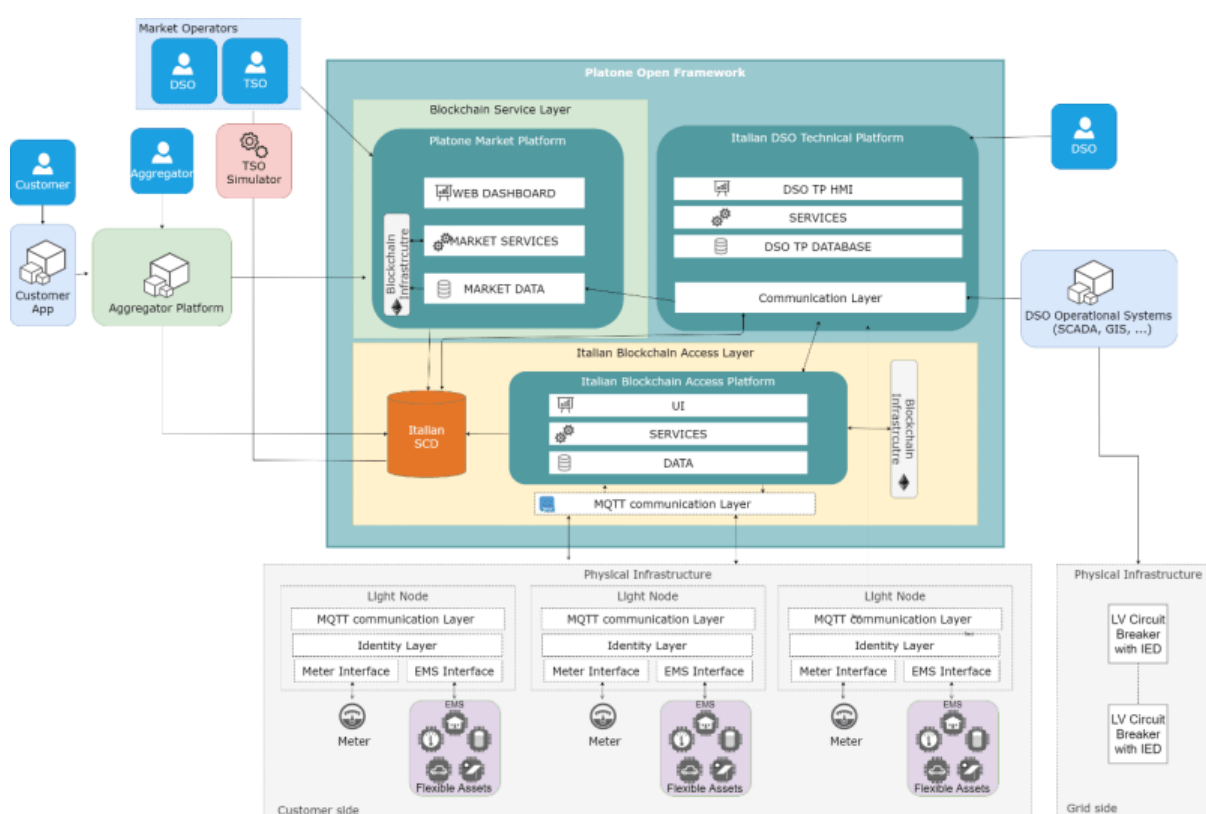 Market Operators
DSO
TSO
Platone Open Framework
Blockchain Service Layer
Platone Market Platform
WEB DASHBOARD
MARKET SERVICES
MARKET DATA
Blockchain
Infrastrcutre
Italian DSO Technical Platform
DSO TP HMI
SERVICES
DSO TP DATABASE
Communication Layer
DSO
Customer
Aggregator
TSO
Simulator
Customer
App
Aggregator Platform
DSO Operational Systems
(SCADA, GIS, ...)
Italian Blockchain Access Layer
Italian Blockchain Access Platform
UI
SERVICES
DATA
Italian
SCD
Blockchain
Infrastrcutre
MQTT communication Layer
Physical Infrastructure
Light Node
MQTT communication Layer
Identity Layer
Meter Interface
EMS Interface
Meter
EMS
Flexible Assets
Light Node
MQTT communication Layer
Identity Layer
Meter Interface
EMS Interface
Meter
EMS
Flexible Assets
Light Node
MQTT communication Layer
Identity Layer
Meter Interface
EMS Interface
Meter
EMS
Flexible Assets
Customer side
Physical Infrastructure
LV Circuit
Breaker
with IED
LV Circuit
Breaker
with IED
Grid side